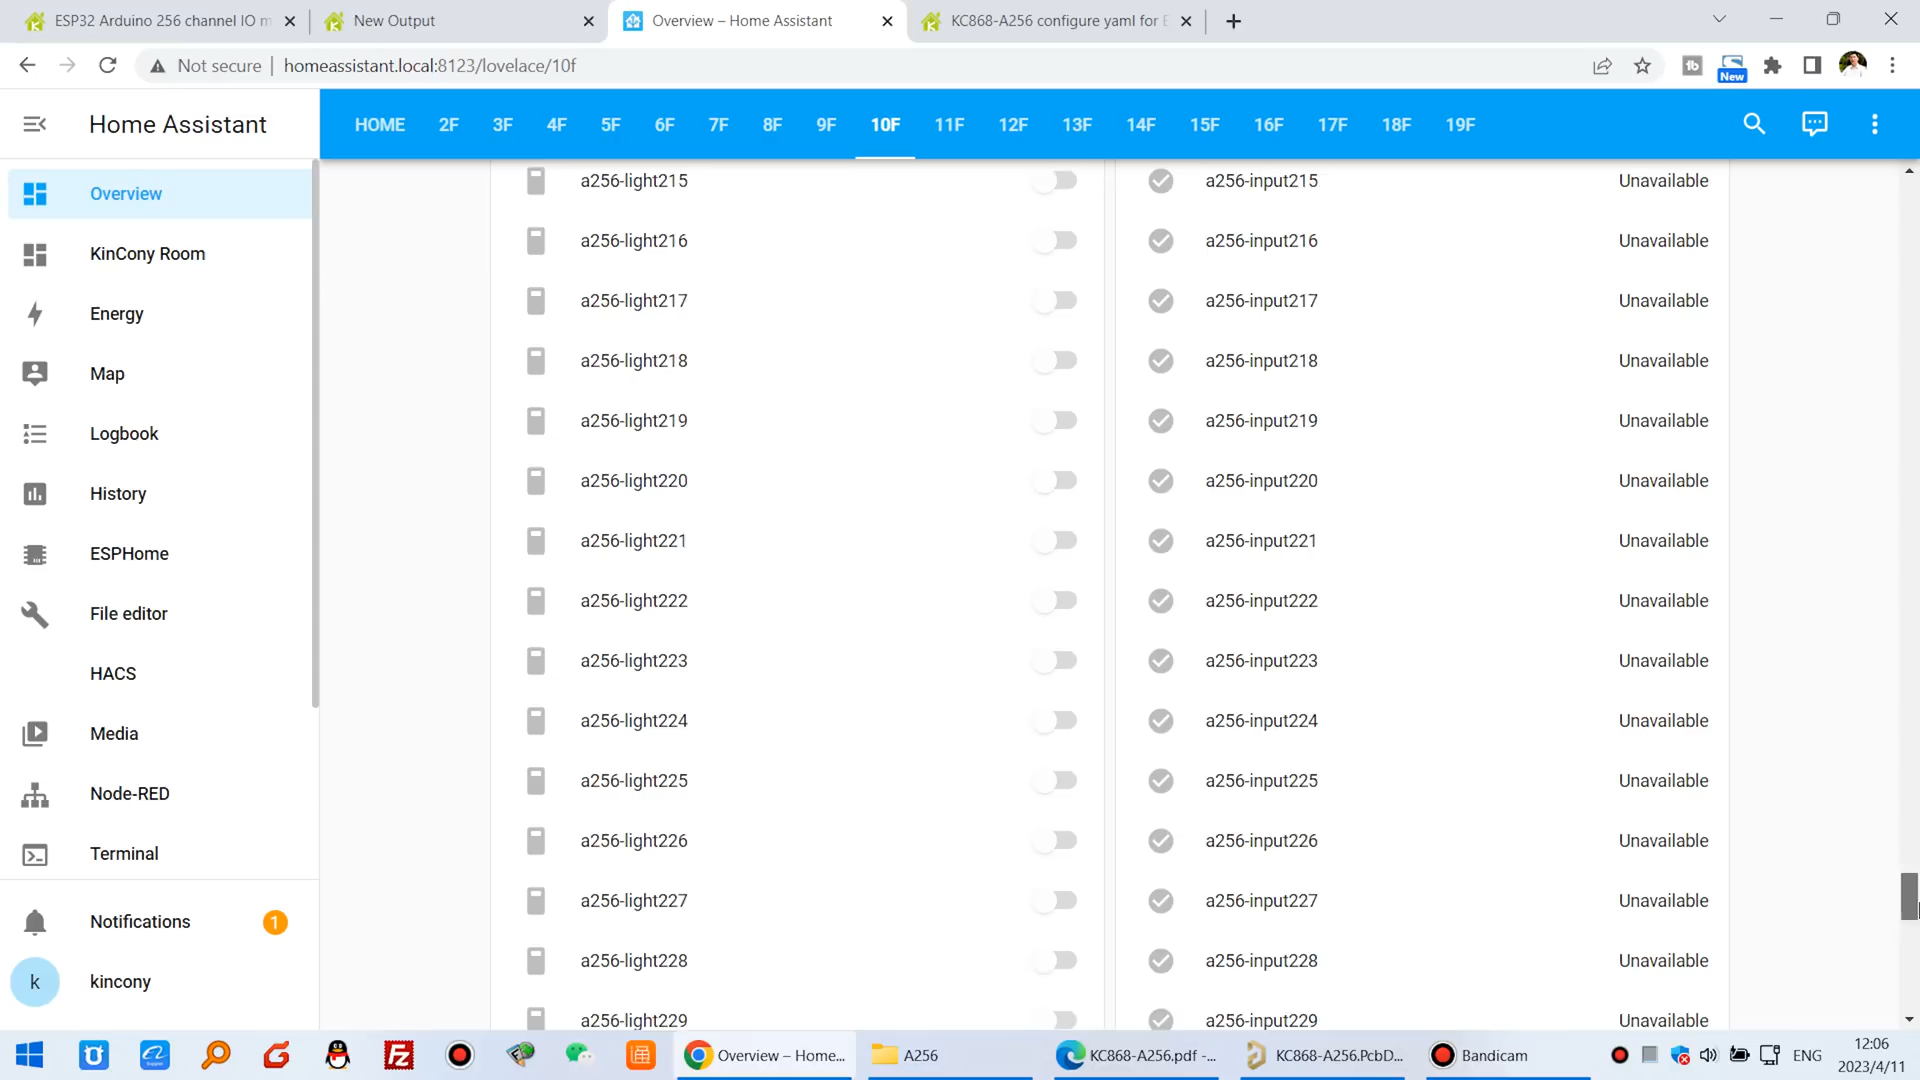 ESP32 Arduino 256 channel IO m
New Output
Overview – Home Assistant
KC868-A256 configure yaml for E
Not secure
homeassistant.local:8123/lovelace/10f
New
Home Assistant
HOME 2F 3F 4F 5F 6F 7F 8F 9F 10F 11F 12F 13F 14F 15F 16F 17F 18F 19F
Overview
KinCony Room
Energy
Map
Logbook
History
ESPHome
File editor
HACS
Media
Node-RED
Terminal
Notifications 1
k kincony
a256-light215
a256-light216
a256-light217
a256-light218
a256-light219
a256-light220
a256-light221
a256-light222
a256-light223
a256-light224
a256-light225
a256-light226
a256-light227
a256-light228
a256-light229
a256-input215 Unavailable
a256-input216 Unavailable
a256-input217 Unavailable
a256-input218 Unavailable
a256-input219 Unavailable
a256-input220 Unavailable
a256-input221 Unavailable
a256-input222 Unavailable
a256-input223 Unavailable
a256-input224 Unavailable
a256-input225 Unavailable
a256-input226 Unavailable
a256-input227 Unavailable
a256-input228 Unavailable
a256-input229 Unavailable
Overview – Home...
A256
KC868-A256.pdf -...
KC868-A256.PcbD...
Bandicam
ENG
12:06
2023/4/11